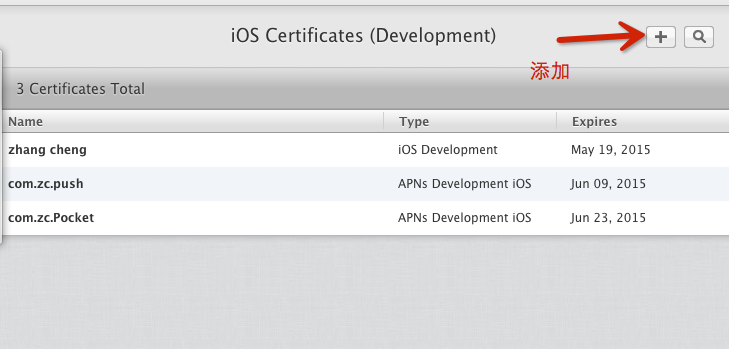 iOS Certificates (Development)
添加
3 Certificates Total
Name Type Expires
zhang cheng iOS Development May 19, 2015
com.zc.push APNs Development iOS Jun 09, 2015
com.zc.Pocket APNs Development iOS Jun 23, 2015